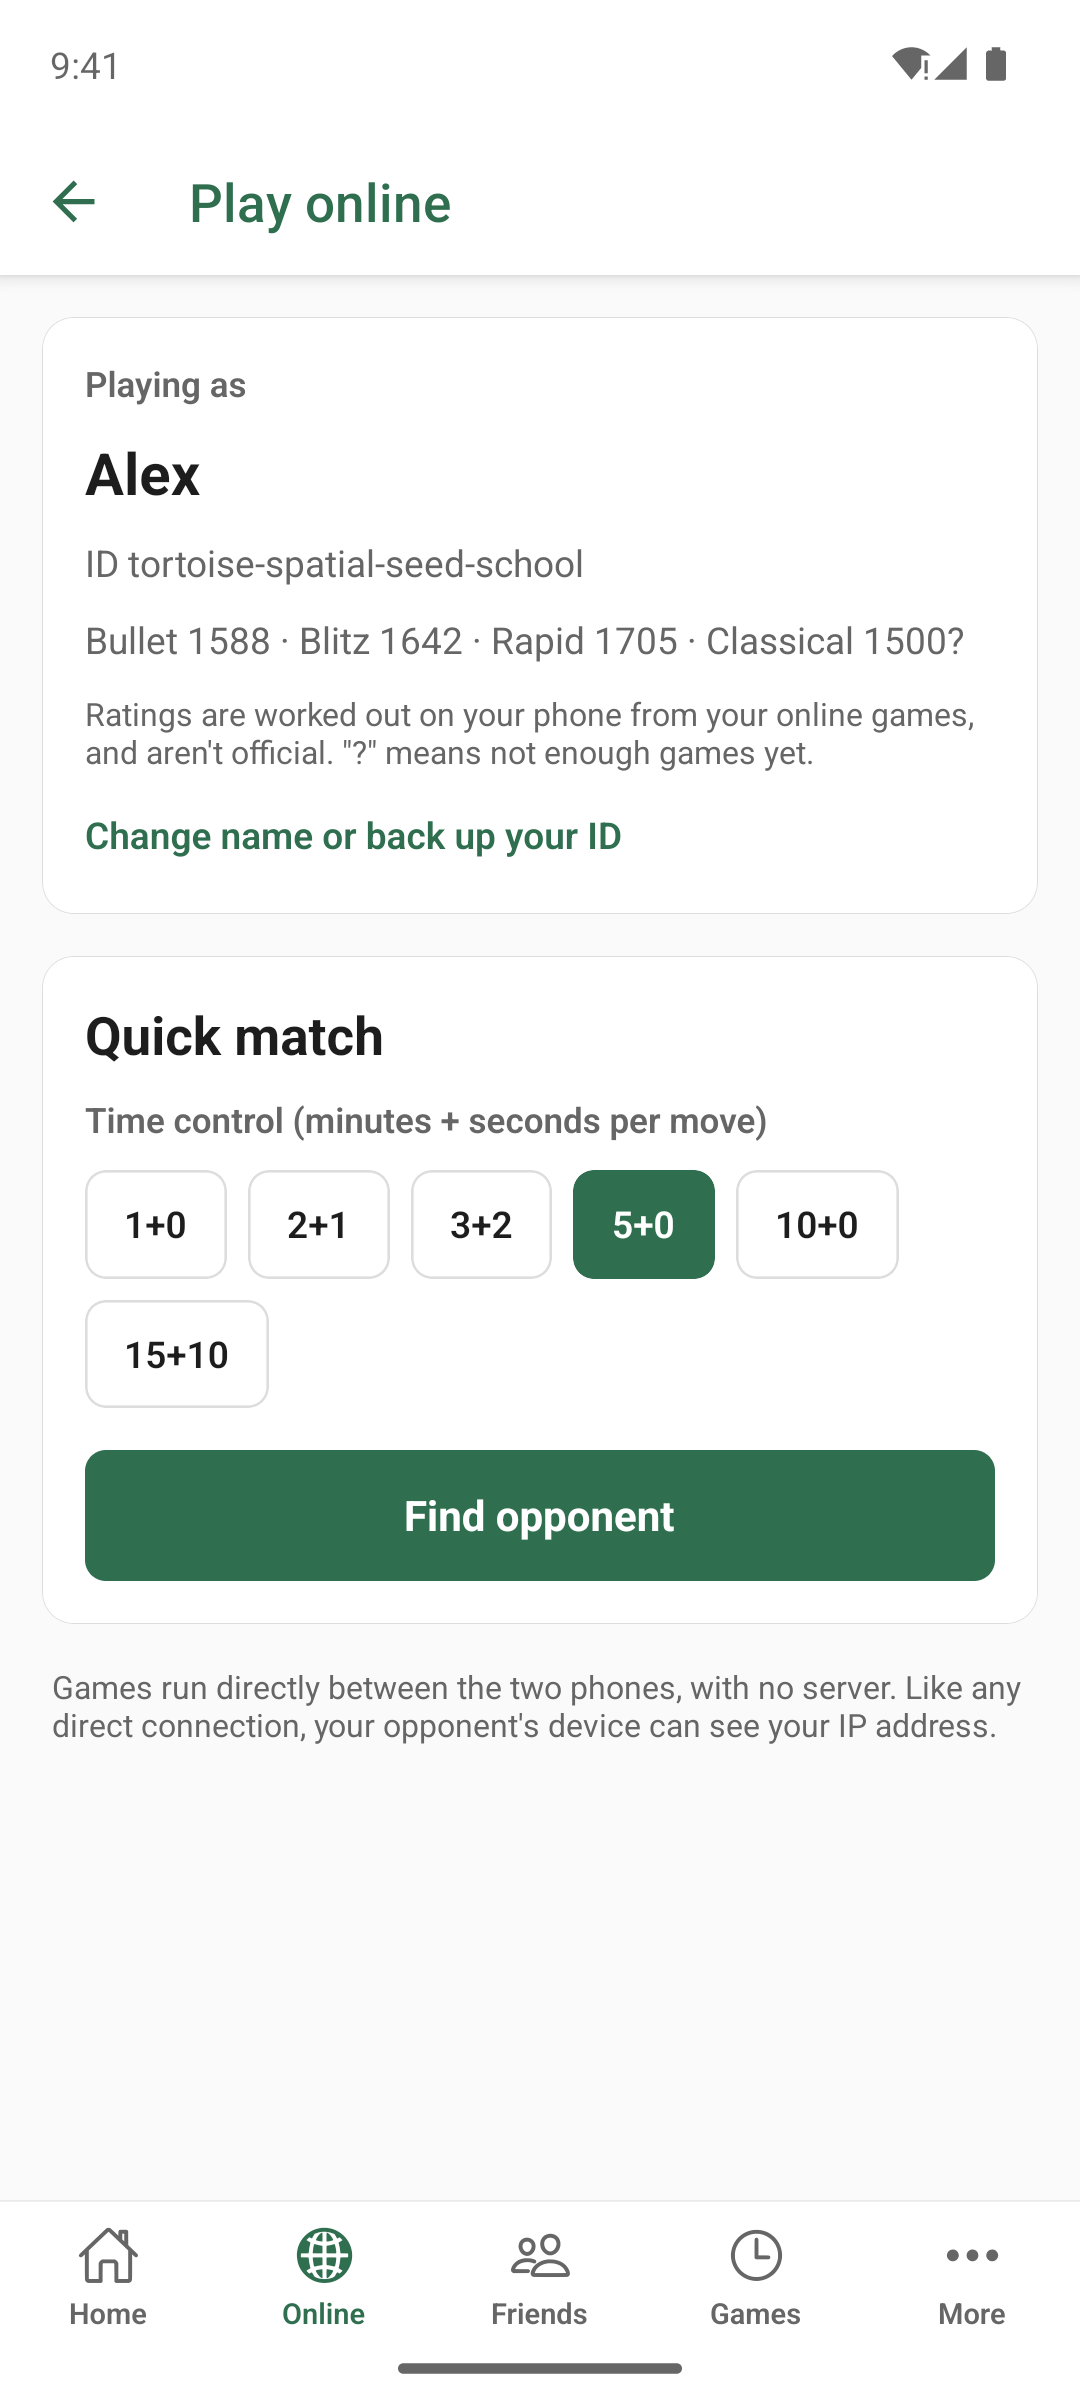 9:41
Play online
Playing as
Alex
ID tortoise-spatial-seed-school
Bullet 1588 · Blitz 1642 · Rapid 1705 · Classical 1500?
Ratings are worked out on your phone from your online games,
and aren't official. "?" means not enough games yet.
Change name or back up your ID
Quick match
Time control (minutes + seconds per move)
1+0 2+1 3+2 5+0 10+0
15+10
Find opponent
Games run directly between the two phones, with no server. Like any
direct connection, your opponent's device can see your IP address.
Home Online Friends Games More